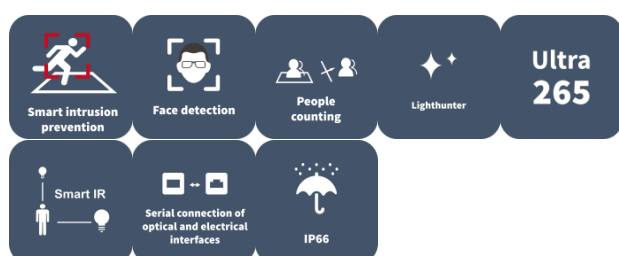 Smart intrusion
prevention
Face detection
People
counting
Lighthunter
Ultra
265
Smart IR
Serial connection of
optical and electrical
interfaces
IP66